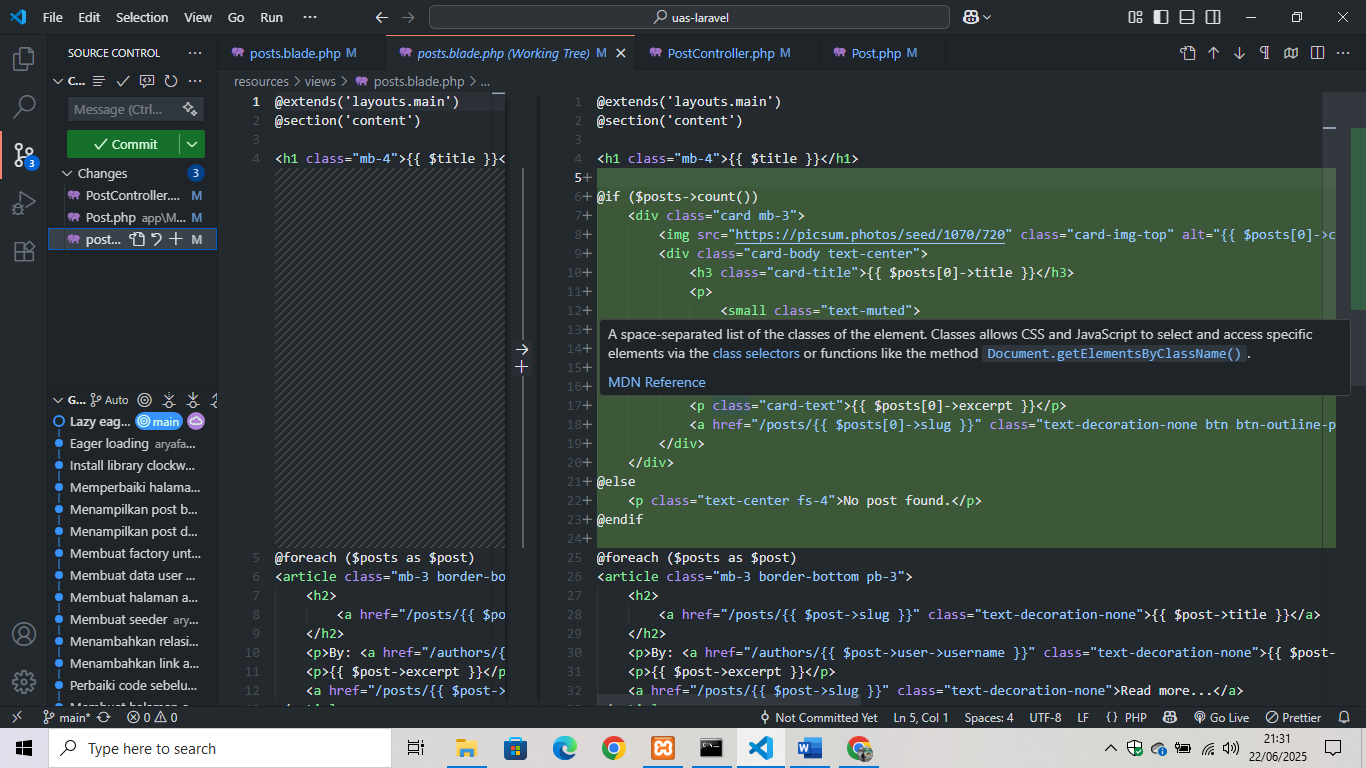 File Edit Selection View Go Run ··· uas-laravel
SOURCE CONTROL ···
posts.blade.php M
posts.blade.php (Working Tree) M
PostController.php M
Post.php M
resources > views > posts.blade.php > ...
C...
Message (Ctrl...
Commit
Changes 3
PostController.... M
Post.php app\M... M
post... M
3
G... Auto
Lazy eag... main
Eager loading aryafa...
Install library clockw...
Memperbaiki halama...
Menampilkan post b...
Menampilkan post d...
Membuat factory unt...
Membuat data user ...
Membuat halaman a...
Membuat seeder ary...
Menambahkan relasi...
Menambahkan link a...
Perbaiki code sebelu...
1 @extends('layouts.main')
2 @section('content')
3
4 <h1 class="mb-4">{{ $title }}<
5 @foreach ($posts as $post)
6 <article class="mb-3 border-bo
7 <h2>
8 <a href="/posts/{{ $po
9 </h2>
10 <p>By: <a href="/authors/{
11 <p>{{ $post->excerpt }}</p
12 <a href="/posts/{{ $post->
1 @extends('layouts.main')
2 @section('content')
3
4 <h1 class="mb-4">{{ $title }}</h1>
5+
6+ @if ($posts->count())
7+ <div class="card mb-3">
8+ <img src="https://picsum.photos/seed/1070/720" class="card-img-top" alt="{{ $posts[0]->c
9+ <div class="card-body text-center">
10+ <h3 class="card-title">{{ $posts[0]->title }}</h3>
11+ <p>
12+ <small class="text-muted">
13+
14+
15+
16+
A space-separated list of the classes of the element. Classes allows CSS and JavaScript to select and access specific
elements via the class selectors or functions like the method Document.getElementsByClassName() .
MDN Reference
17+ <p class="card-text">{{ $posts[0]->excerpt }}</p>
18+ <a href="/posts/{{ $posts[0]->slug }}" class="text-decoration-none btn btn-outline-p
19+ </div>
20+ </div>
21+ @else
22+ <p class="text-center fs-4">No post found.</p>
23+ @endif
24+
25 @foreach ($posts as $post)
26 <article class="mb-3 border-bottom pb-3">
27 <h2>
28 <a href="/posts/{{ $post->slug }}" class="text-decoration-none">{{ $post->title }}</a>
29 </h2>
30 <p>By: <a href="/authors/{{ $post->user->username }}" class="text-decoration-none">{{ $post-
31 <p>{{ $post->excerpt }}</p>
32 <a href="/posts/{{ $post->slug }}" class="text-decoration-none">Read more...</a>
main* 0 0 Not Committed Yet Ln 5, Col 1 Spaces: 4 UTF-8 LF {} PHP Go Live Prettier
Type here to search
21:31
22/06/2025